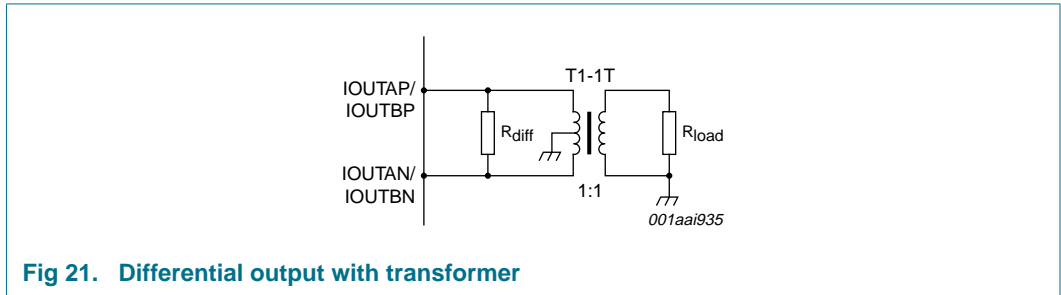 T1-1T
IOUTAP/
IOUTBP
Rdiff
Rload
IOUTAN/
IOUTBN
1:1
001aai935
Fig 21. Differential output with transformer